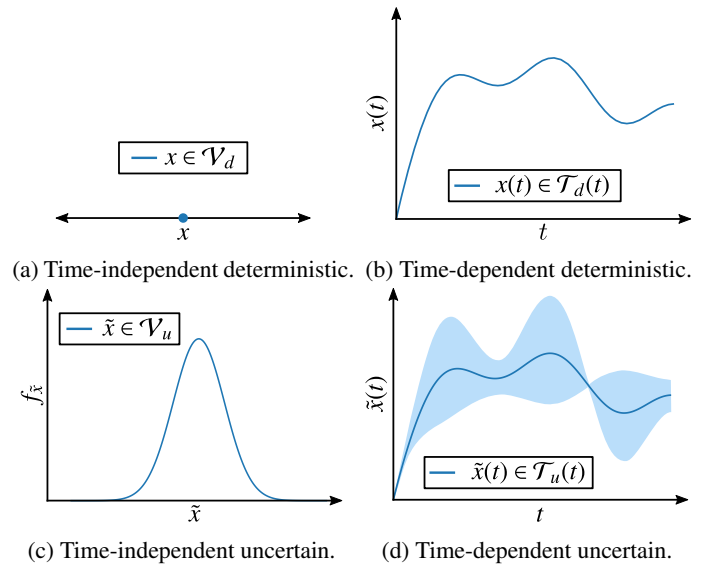 x ∈ 𝒱_d
x
(a) Time-independent deterministic.
x(t)
x(t) ∈ 𝒯_d(t)
t
(b) Time-dependent deterministic.
x̃ ∈ 𝒱_u
f_x̃
x̃
(c) Time-independent uncertain.
x̃(t)
x̃(t) ∈ 𝒯_u(t)
t
(d) Time-dependent uncertain.